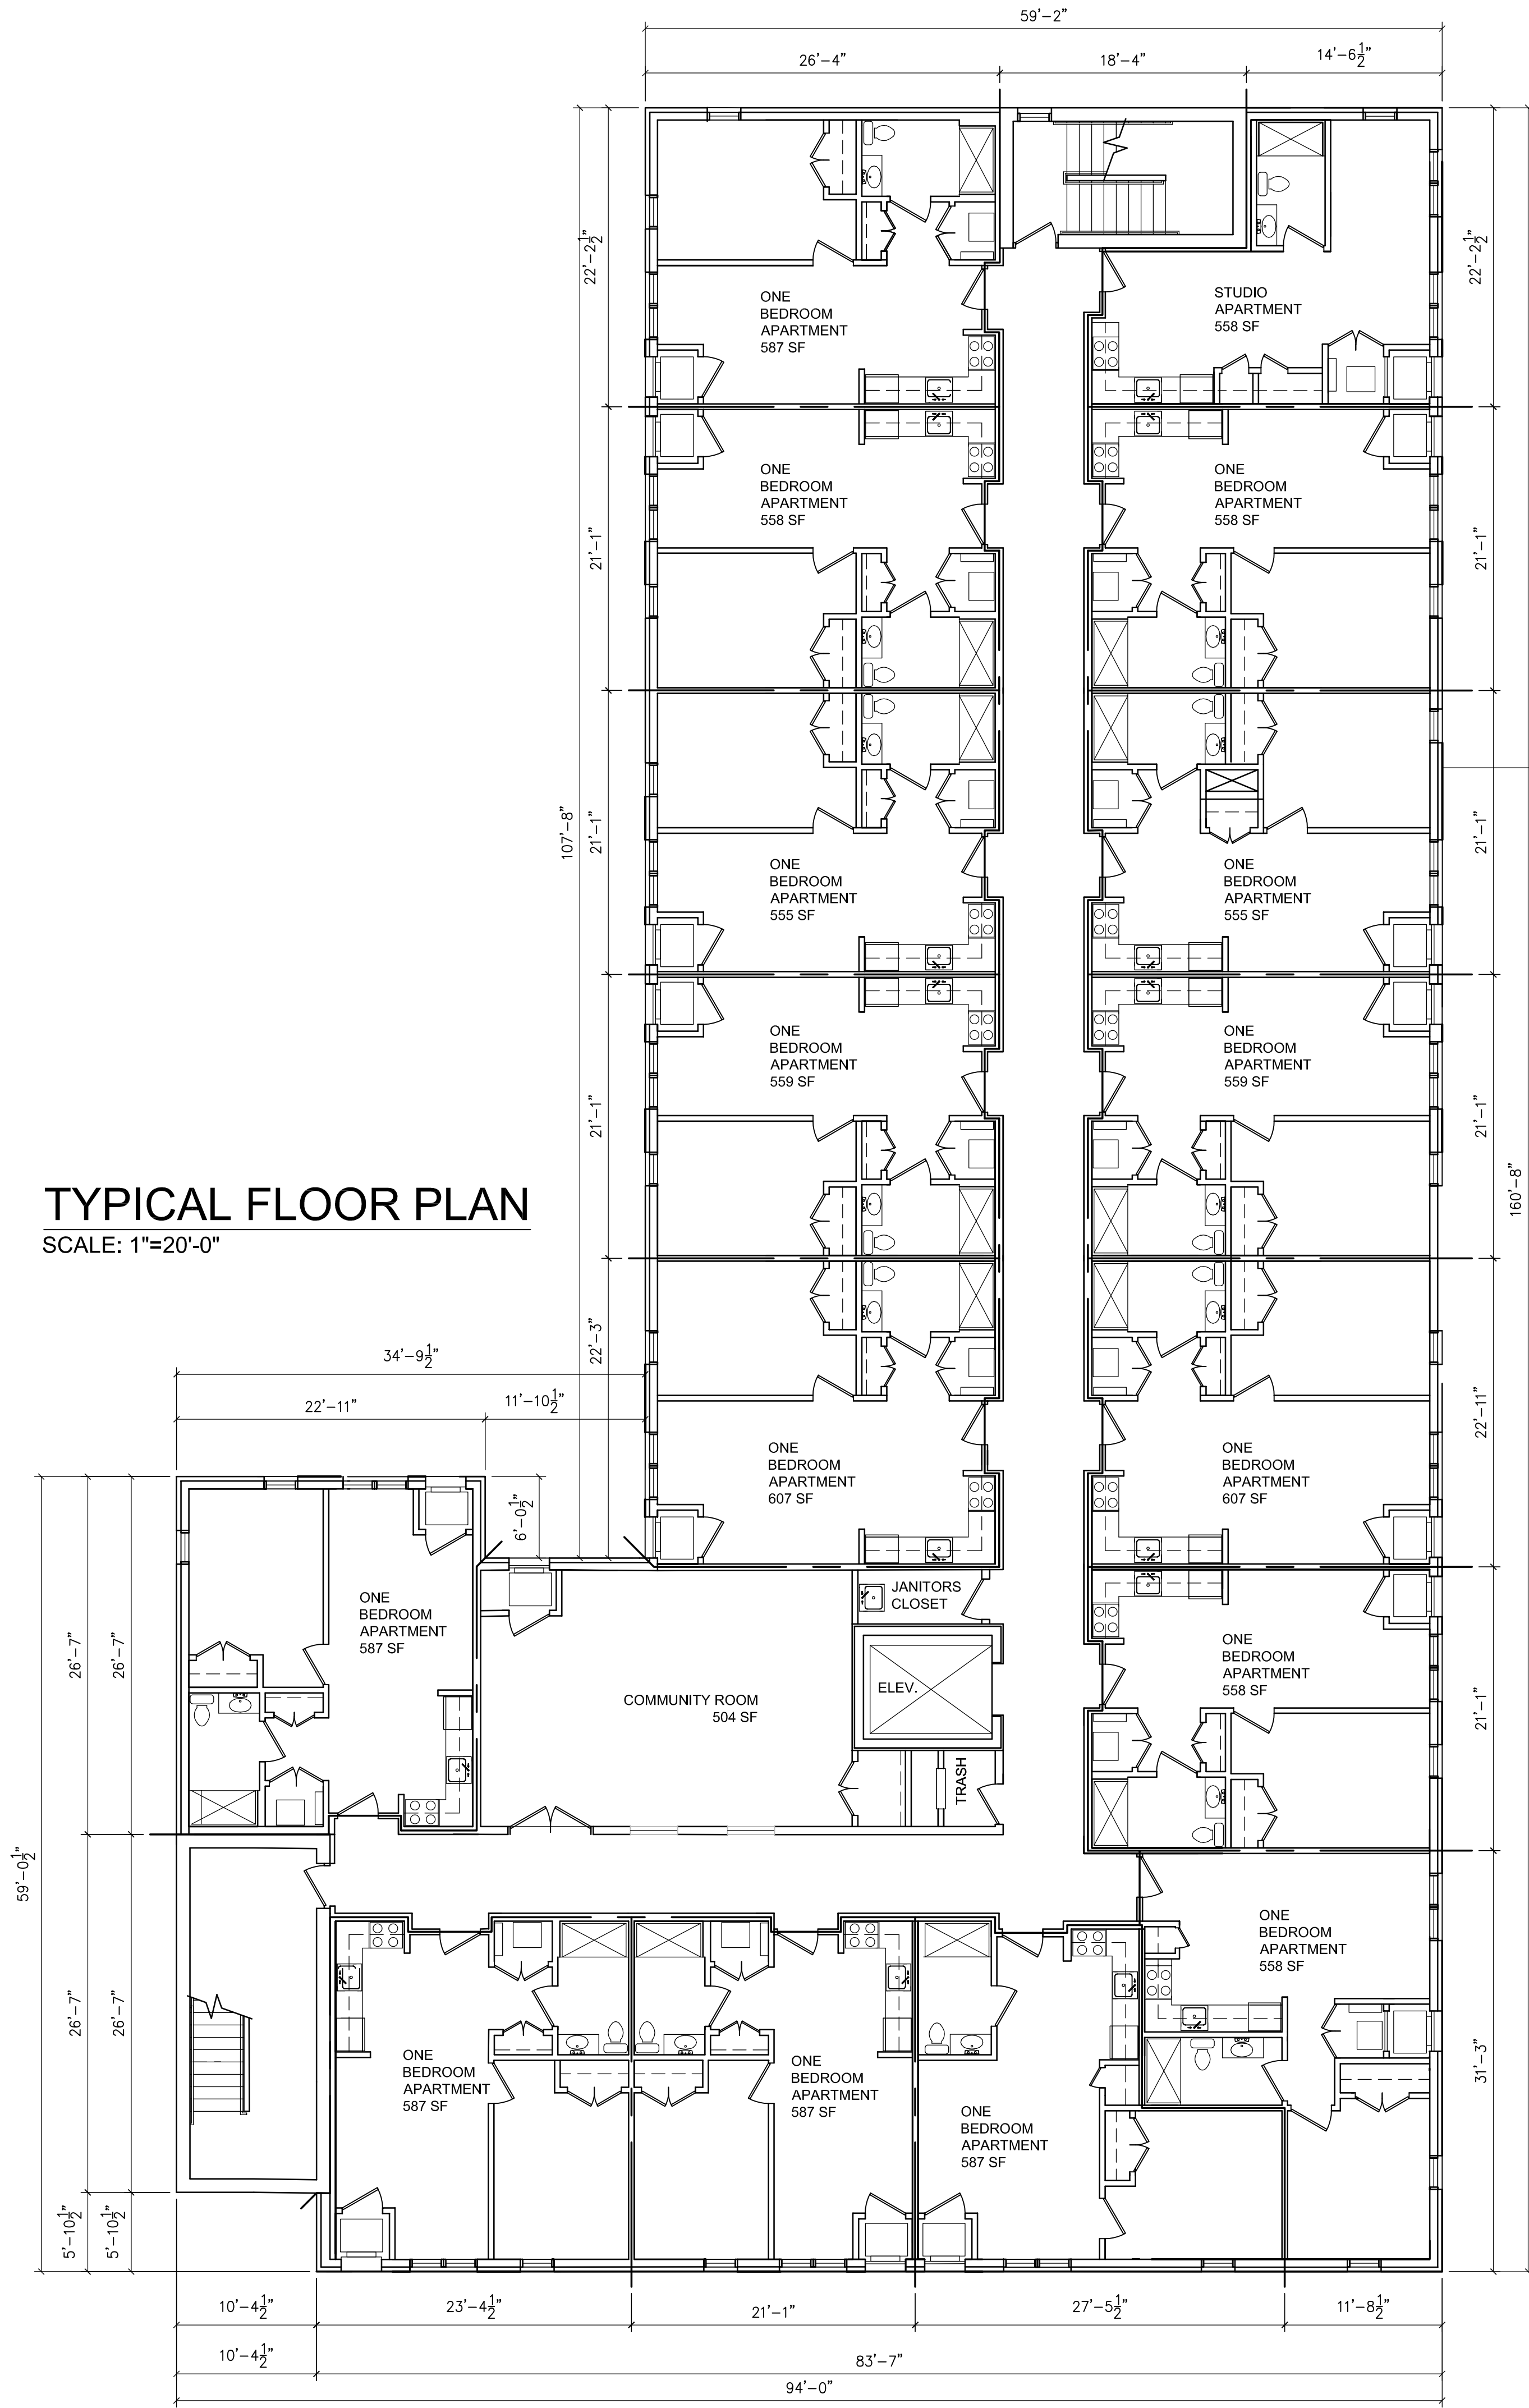 59'-2"
26'-4"
18'-4"
14'-6½"
22'-2½"
22'-2½"
ONE
BEDROOM
APARTMENT
587 SF
STUDIO
APARTMENT
558 SF
ONE
BEDROOM
APARTMENT
558 SF
ONE
BEDROOM
APARTMENT
558 SF
21'-1"
21'-1"
107'-8"
21'-1"
21'-1"
ONE
BEDROOM
APARTMENT
555 SF
ONE
BEDROOM
APARTMENT
555 SF
ONE
BEDROOM
APARTMENT
559 SF
ONE
BEDROOM
APARTMENT
559 SF
21'-1"
21'-1"
160'-8"
TYPICAL FLOOR PLAN
SCALE: 1"=20'-0"
22'-3"
34'-9½"
22'-11"
11'-10½"
22'-11"
ONE
BEDROOM
APARTMENT
607 SF
ONE
BEDROOM
APARTMENT
607 SF
6'-0½"
JANITORS
CLOSET
ONE
BEDROOM
APARTMENT
587 SF
ONE
BEDROOM
APARTMENT
558 SF
26'-7"
26'-7"
ELEV.
COMMUNITY ROOM
504 SF
21'-1"
TRASH
59'-0½"
ONE
BEDROOM
APARTMENT
558 SF
26'-7"
26'-7"
ONE
BEDROOM
APARTMENT
587 SF
ONE
BEDROOM
APARTMENT
587 SF
ONE
BEDROOM
APARTMENT
587 SF
31'-3"
5'-10½"
5'-10½"
10'-4½"
23'-4½"
21'-1"
27'-5½"
11'-8½"
10'-4½"
83'-7"
94'-0"